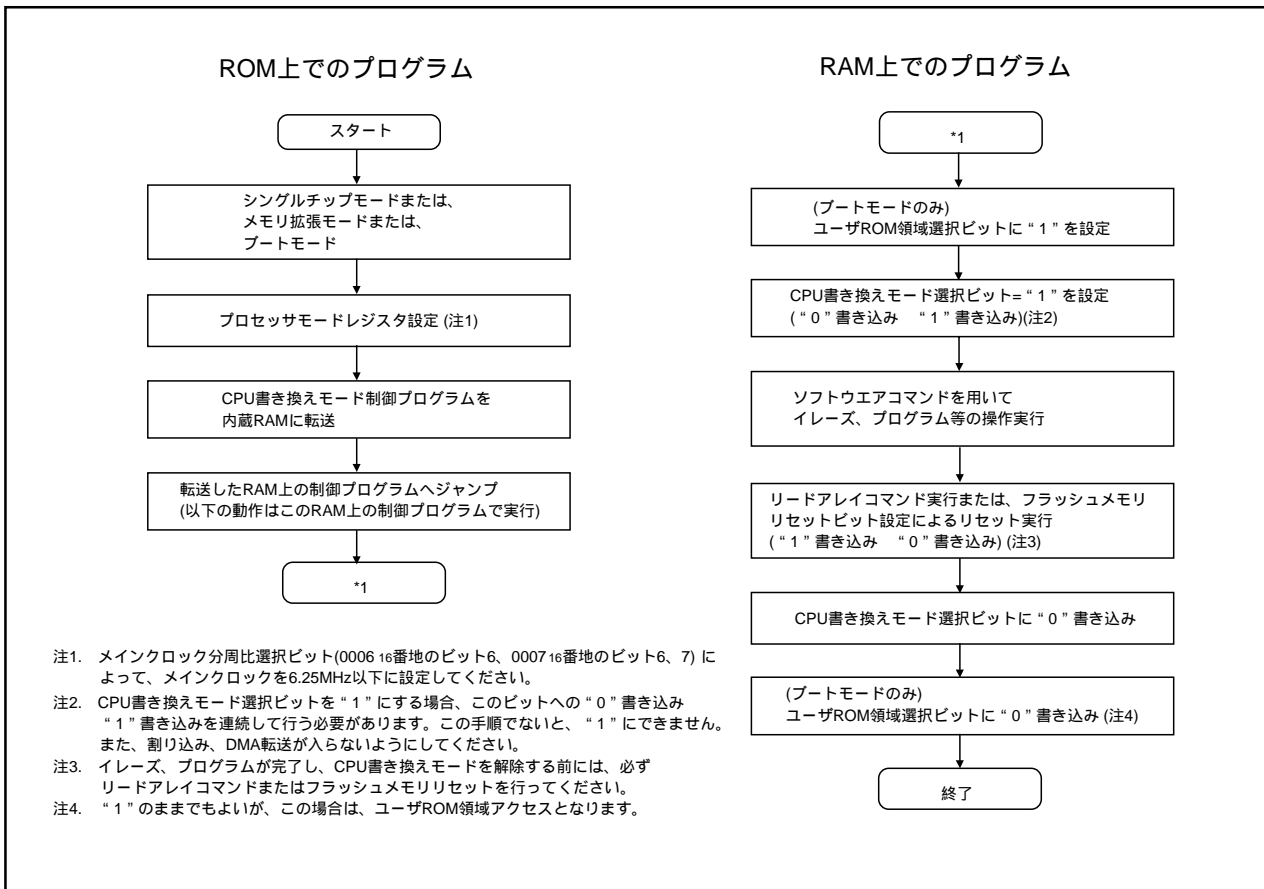 ROM上でのプログラム
スタート
シングルチップモードまたは、
メモリ拡張モードまたは、
ブートモード
プロセッサモードレジスタ設定 (注1)
CPU書き換えモード制御プログラムを
内蔵RAMに転送
転送したRAM上の制御プログラムへジャンプ
(以下の動作はこのRAM上の制御プログラムで実行)
*1
RAM上でのプログラム
*1
(ブートモードのみ)
ユーザROM領域選択ビットに“1”を設定
CPU書き換えモード選択ビット=“1”を設定
(“0”書き込み　“1”書き込み)(注2)
ソフトウエアコマンドを用いて
イレーズ、プログラム等の操作実行
リードアレイコマンド実行または、フラッシュメモリ
リセットビット設定によるリセット実行
(“1”書き込み　“0”書き込み) (注3)
CPU書き換えモード選択ビットに“0”書き込み
(ブートモードのみ)
ユーザROM領域選択ビットに“0”書き込み (注4)
終了
注1. メインクロック分周比選択ビット(0006 16番地のビット6、0007 16番地のビット6、7) に
よって、メインクロックを6.25MHz以下に設定してください。
注2. CPU書き換えモード選択ビットを“1”にする場合、このビットへの“0”書き込み
“1”書き込みを連続して行う必要があります。この手順でないと、“1”にできません。
また、割り込み、DMA転送が入らないようにしてください。
注3. イレーズ、プログラムが完了し、CPU書き換えモードを解除する前には、必ず
リードアレイコマンドまたはフラッシュメモリリセットを行ってください。
注4. “1”のままでもよいが、この場合は、ユーザROM領域アクセスとなります。